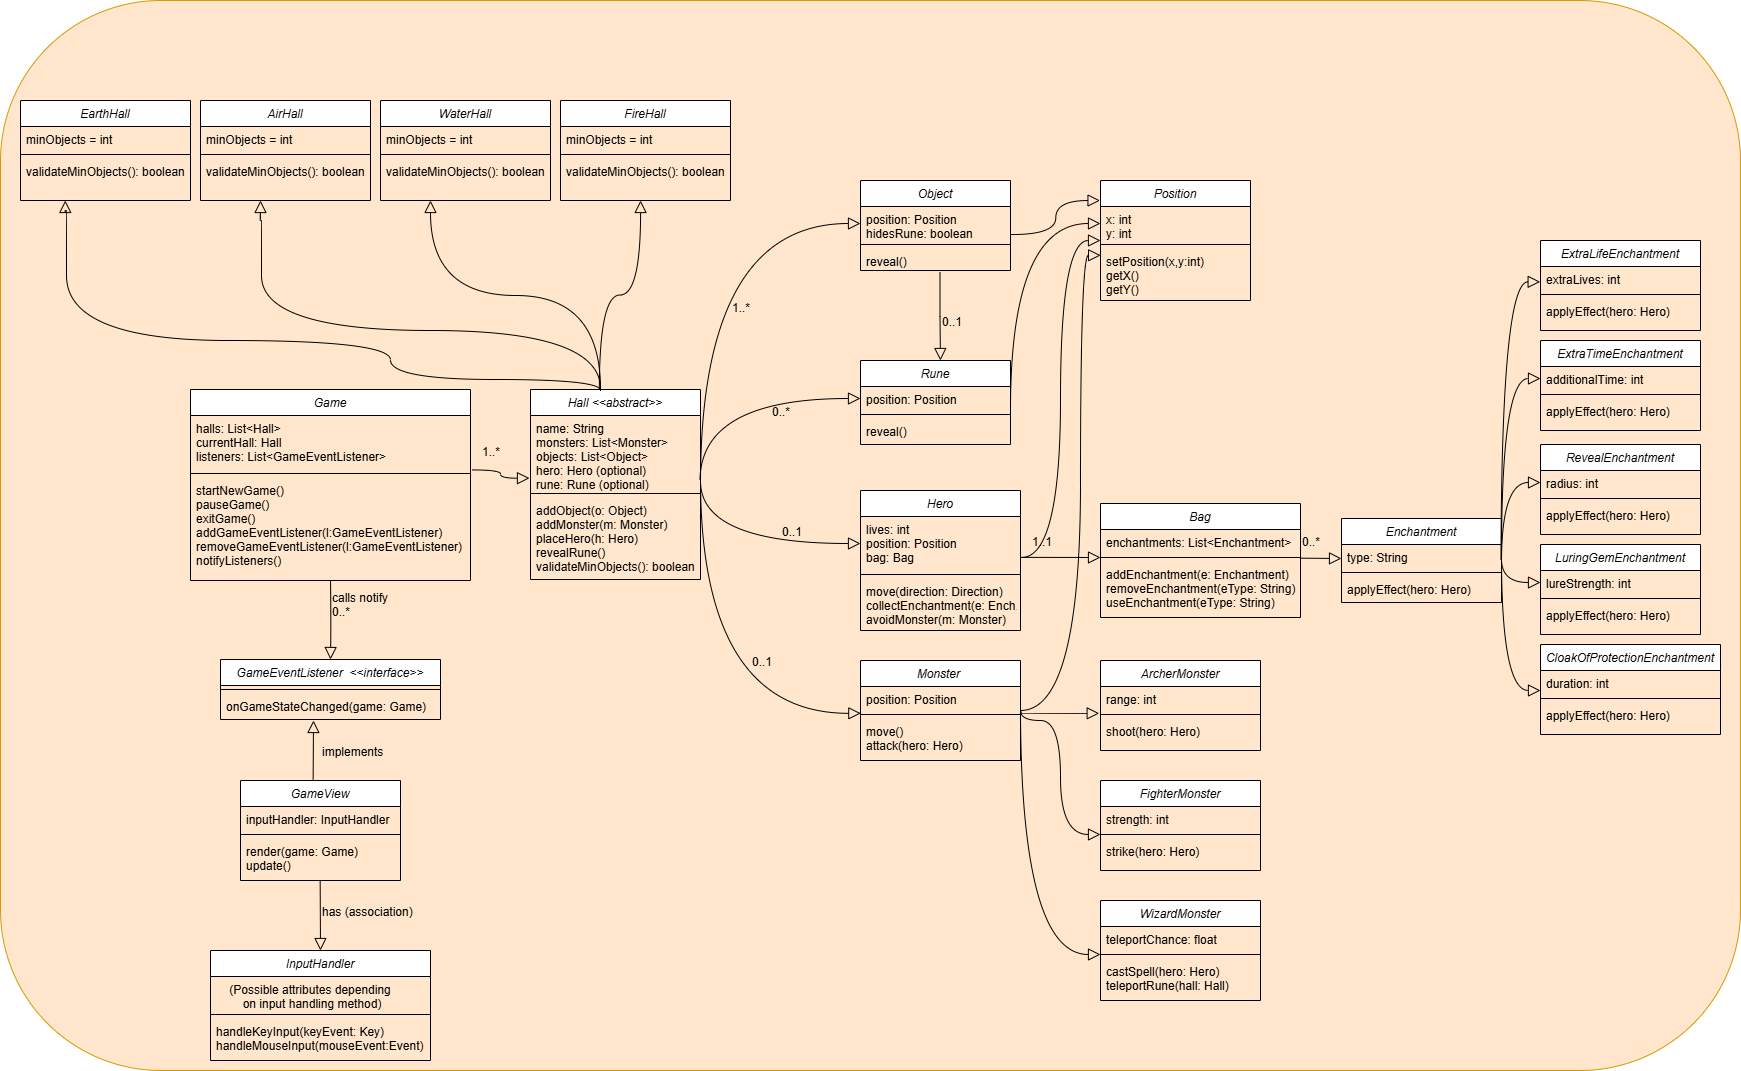 EarthHall
minObjects = int
validateMinObjects(): boolean
AirHall
minObjects = int
validateMinObjects(): boolean
WaterHall
minObjects = int
validateMinObjects(): boolean
FireHall
minObjects = int
validateMinObjects(): boolean
Game
halls: List<Hall>
currentHall: Hall
listeners: List<GameEventListener>
startNewGame()
pauseGame()
exitGame()
addGameEventListener(l:GameEventListener)
removeGameEventListener(l:GameEventListener)
notifyListeners()
1..*
Hall <<abstract>>
name: String
monsters: List<Monster>
objects: List<Object>
hero: Hero (optional)
rune: Rune (optional)
addObject(o: Object)
addMonster(m: Monster)
placeHero(h: Hero)
revealRune()
validateMinObjects(): boolean
calls notify
0..*
GameEventListener <<interface>>
onGameStateChanged(game: Game)
implements
GameView
inputHandler: InputHandler
render(game: Game)
update()
has (association)
InputHandler
(Possible attributes depending
on input handling method)
handleKeyInput(keyEvent: Key)
handleMouseInput(mouseEvent:Event)
1..*
0..*
0..1
0..1
Object
position: Position
hidesRune: boolean
reveal()
0..1
Rune
position: Position
reveal()
Hero
lives: int
position: Position
bag: Bag
move(direction: Direction)
collectEnchantment(e: Ench
avoidMonster(m: Monster)
Monster
position: Position
move()
attack(hero: Hero)
Position
x: int
y: int
setPosition(x,y:int)
getX()
getY()
1..1
Bag
enchantments: List<Enchantment>
addEnchantment(e: Enchantment)
removeEnchantment(eType: String)
useEnchantment(eType: String)
0..*
ArcherMonster
range: int
shoot(hero: Hero)
FighterMonster
strength: int
strike(hero: Hero)
WizardMonster
teleportChance: float
castSpell(hero: Hero)
teleportRune(hall: Hall)
Enchantment
type: String
applyEffect(hero: Hero)
ExtraLifeEnchantment
extraLives: int
applyEffect(hero: Hero)
ExtraTimeEnchantment
additionalTime: int
applyEffect(hero: Hero)
RevealEnchantment
radius: int
applyEffect(hero: Hero)
LuringGemEnchantment
lureStrength: int
applyEffect(hero: Hero)
CloakOfProtectionEnchantment
duration: int
applyEffect(hero: Hero)